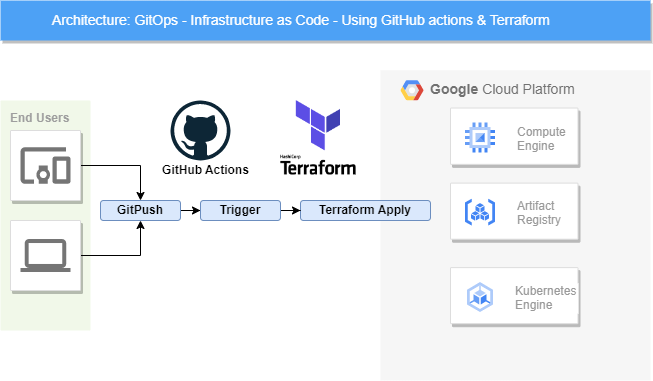 Architecture: GitOps - Infrastructure as Code - Using GitHub actions & Terraform
End Users
GitHub Actions
HashiCorp
Terraform
GitPush
Trigger
Terraform Apply
Google Cloud Platform
Compute
Engine
Artifact
Registry
Kubernetes
Engine